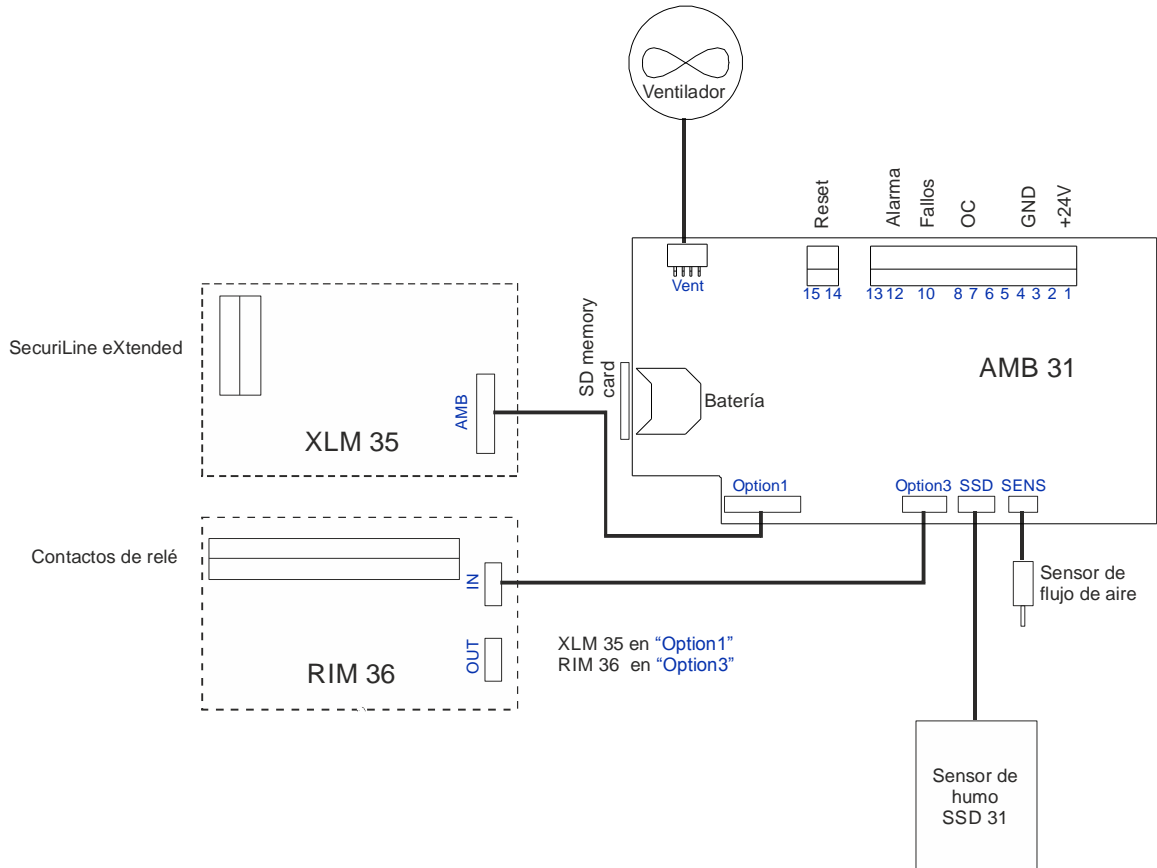 Ventilador
Reset
Alarma
Fallos
OC
GND
+24V
Vent
15 14
13 12 10 8 7 6 5 4 3 2 1
SecuriLine eXtended
AMB
XLM 35
SD memory
card
Batería
AMB 31
Option1
Option3
SSD
SENS
Contactos de relé
IN
OUT
RIM 36
XLM 35 en “Option1”
RIM 36 en “Option3”
Sensor de
flujo de aire
Sensor de
humo
SSD 31